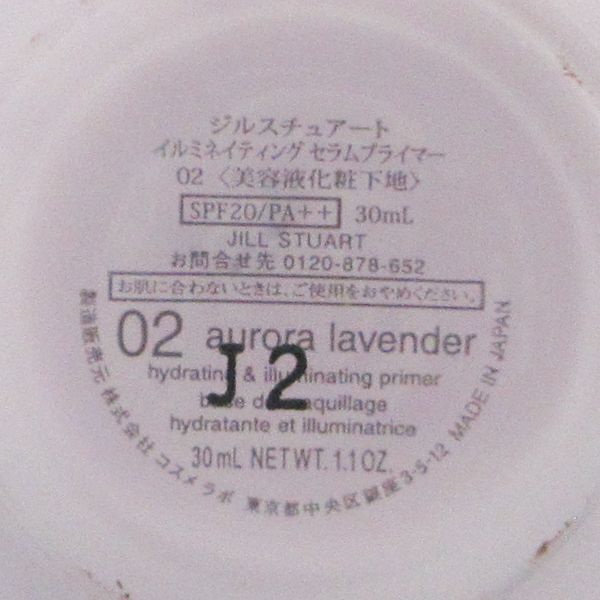 ジルスチュアート
イルミネイティング セラムプライマー
02 〈美容液化粧下地〉
SPF20/PA++ 30mL
JILL STUART
お問合せ先 0120-878-652
お肌に合わないときは、ご使用をおやめください。
02 aurora lavender
J2
hydrating & illuminating primer
base de maquillage
hydratante et illuminatrice
30mL NET WT. 1.1 OZ.
製造販売元 株式会社 コスメラボ 東京都中央区銀座3-5-12 MADE IN JAPAN